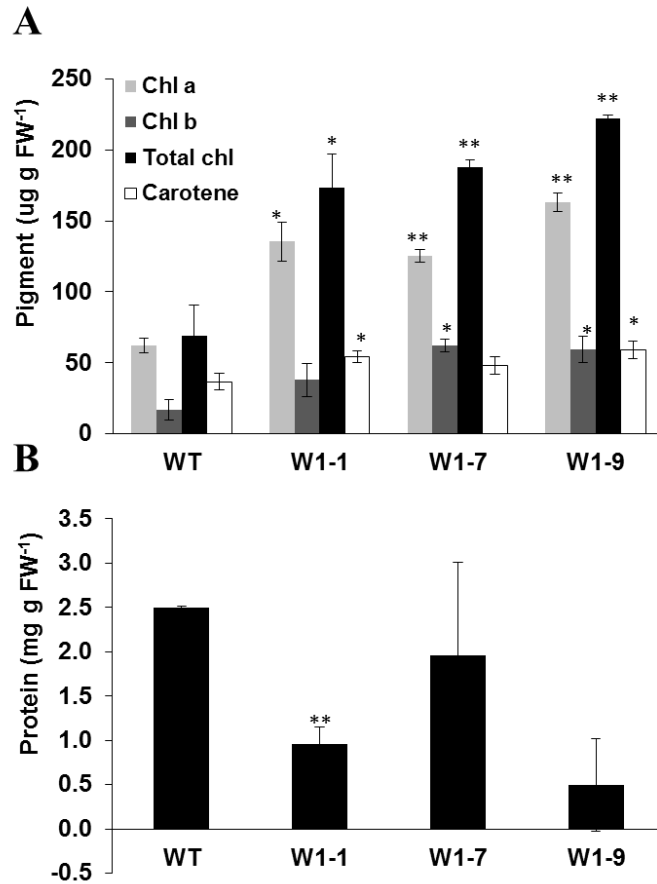 A
Pigment (ug g FW⁻¹)
250
200
150
100
50
0
Chl a
Chl b
Total chl
Carotene
*
*
*
**
*
**
**
*
**
*
WT
W1-1
W1-7
W1-9
B
Protein (mg g FW⁻¹)
3.5
3.0
2.5
2.0
1.5
1.0
0.5
0.0
-0.5
**
WT
W1-1
W1-7
W1-9